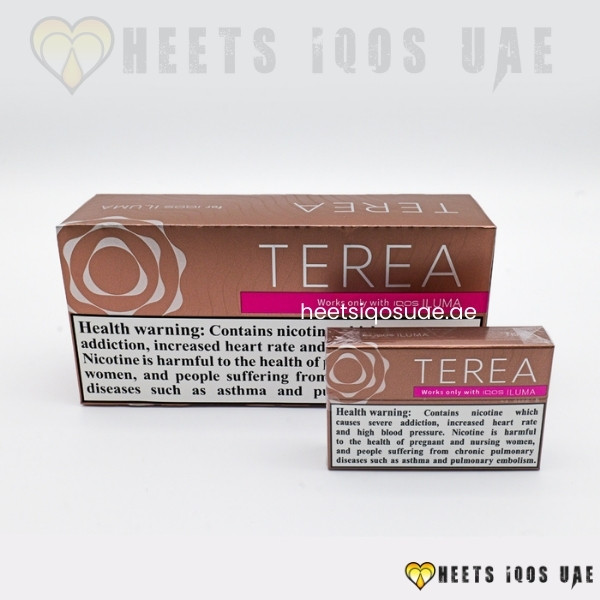 HEETS iQOS UAE
for IQOS ILUMA
TEREA
TEREA
Works only with IQOS ILUMA
heetsiqosuae.ae
Health warning: Contains nicotin
addiction, increased heart rate and
Nicotine is harmful to the health of
women, and people suffering from
diseases such as asthma and pu
ILUMA
TEREA
Works only with IQOS ILUMA
Health warning: Contains nicotine which
causes severe addiction, increased heart rate
and high blood pressure. Nicotine is harmful
to the health of pregnant and nursing women,
and people suffering from chronic pulmonary
diseases such as asthma and pulmonary embolism.
HEETS iQOS UAE